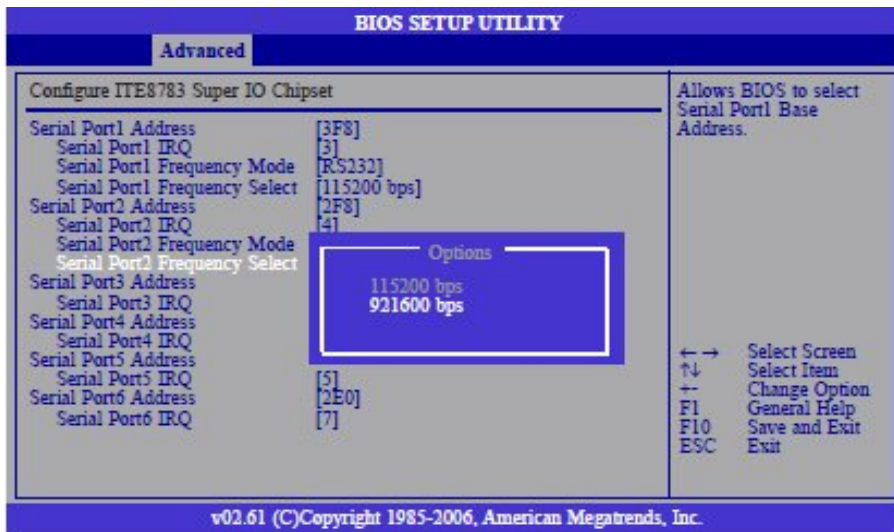 BIOS SETUP UTILITY
Advanced
Configure ITE8783 Super IO Chipset
Serial Port1 Address [3F8]
Serial Port1 IRQ [3]
Serial Port1 Frequency Mode [RS232]
Serial Port1 Frequency Select [115200 bps]
Serial Port2 Address [2F8]
Serial Port2 IRQ [4]
Serial Port2 Frequency Mode
Serial Port2 Frequency Select
Serial Port3 Address
Serial Port3 IRQ
Serial Port4 Address
Serial Port4 IRQ
Serial Port5 Address
Serial Port5 IRQ [5]
Serial Port6 Address [2E0]
Serial Port6 IRQ [7]
Options
115200 bps
921600 bps
Allows BIOS to select
Serial Port1 Base
Address.
←→ Select Screen
↑↓ Select Item
+- Change Option
F1 General Help
F10 Save and Exit
ESC Exit
v02.61 (C)Copyright 1985-2006, American Megatrends, Inc.